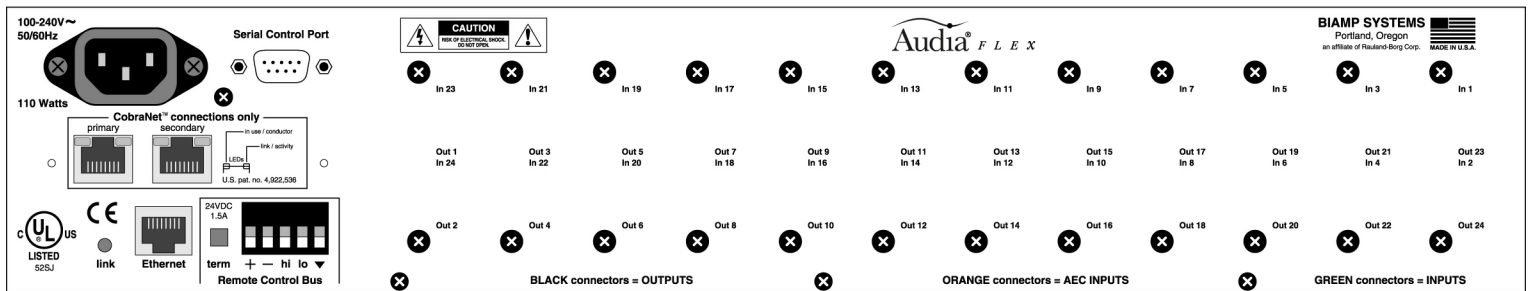 100-240V~
50/60Hz
Serial Control Port
110 Watts
CAUTION
RISK OF ELECTRICAL SHOCK.
DO NOT OPEN.
Audia® FLEX
BIAMP SYSTEMS
Portland, Oregon
an affiliate of Rauland-Borg Corp.
MADE IN U.S.A.
In 23 In 21 In 19 In 17 In 15 In 13 In 11 In 9 In 7 In 5 In 3 In 1
CobraNet™ connections only
primary secondary
in use / conductor
link / activity
LEDs
U.S. pat. no. 4,922,536
Out 1 Out 3 Out 5 Out 7 Out 9 Out 11 Out 13 Out 15 Out 17 Out 19 Out 21 Out 23
In 24 In 22 In 20 In 18 In 16 In 14 In 12 In 10 In 8 In 6 In 4 In 2
C UL US
®
LISTED
52SJ
CE
link
Ethernet
24VDC
1.5A
term + − hi lo ▼
Remote Control Bus
Out 2 Out 4 Out 6 Out 8 Out 10 Out 12 Out 14 Out 16 Out 18 Out 20 Out 22 Out 24
BLACK connectors = OUTPUTS
ORANGE connectors = AEC INPUTS
GREEN connectors = INPUTS